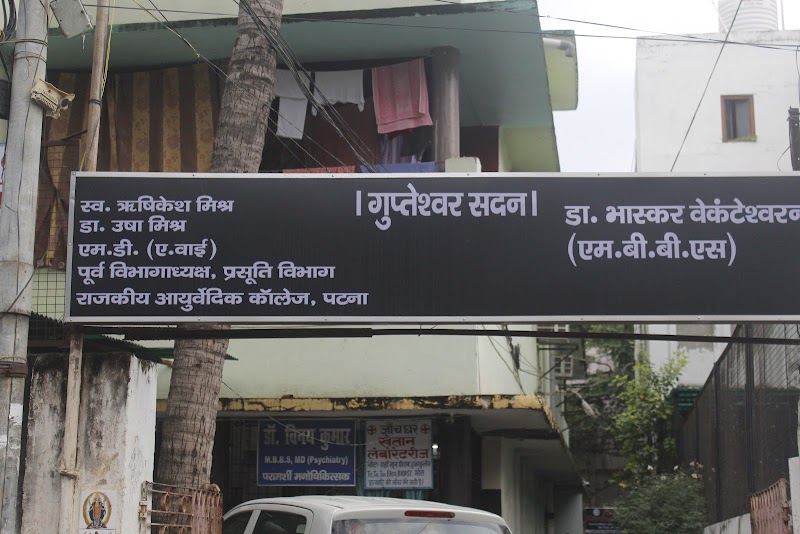 स्व. ऋषिकेश मिश्र
डा. उषा मिश्र
एम.डी. (ए.वाई)
पूर्व विभागाध्यक्ष, प्रसूति विभाग
राजकीय आयुर्वेदिक कॉलेज, पटना
। गुप्तेश्वर सदन।
डा. भास्कर वेकंटेश्वरन
(एम.बी.बी.एस)
डॉ. विनय कुमार
M.B.B.S, MD (Psychiatry)
परामर्शी मनोचिकित्सक
जाँच घर
खेतान
लेबोरेटरीज